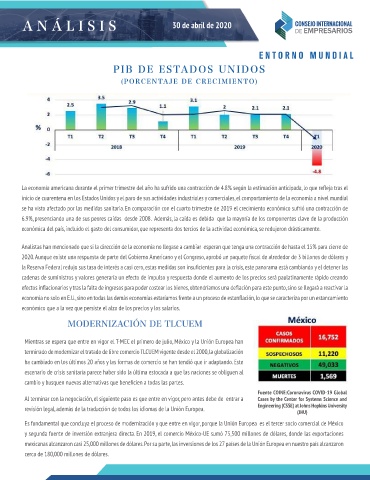 ANÁLISIS
30 de abril de 2020
CONSEJO INTERNACIONAL
DE EMPRESARIOS
ENTORNO MUNDIAL
PIB DE ESTADOS UNIDOS
(PORCENTAJE DE CRECIMIENTO)
4
2
%
0
-2
-4
-6
2.5
3.5
2.9
1.1
3.1
2
2.1
2.1
-4.8
T1 T2 T3 T4 T1 T2 T3 T4 T1
2018 2019 2020
La economía americana durante el primer trimestre del año ha sufrido una contracción de 4.8% según la estimación anticipada, lo que refleja tras el
inicio de cuarentena en los Estados Unidos y el paro de sus actividades industriales y comerciales, el comportamiento de la economía a nivel mundial
se ha visto afectado por las medidas sanitaria. En comparación con el cuarto trimestre de 2019 el crecimiento económico sufrió una contracción de
6.9%, presenciando una de sus peores caídas desde 2008. Además, la caída es debido que la mayoría de los componentes clave de la producción
económica del país, incluido el gasto del consumidor, que representa dos tercios de la actividad económica, se redujeron drásticamente.
Analistas han mencionado que si la dirección de la economía no llegase a cambiar esperan que tenga una contracción de hasta el 15% para cierre de
2020. Aunque existe una respuesta de parte del Gobierno Americano y el Congreso, aprobó un paquete fiscal de alrededor de 3 billones de dólares y
la Reserva Federal redujo sus tasa de interés a casi cero, estas medidas son insuficientes para la crisis, este panorama está cambiando y el detener las
cadenas de suministros y valores generaría un efecto de impulso y respuesta donde el aumento de los precios será paulatinamente rápido creando
efectos inflacionarios y tras la falta de ingresos para poder costear los bienes, obtendríamos una deflación para este punto, sino se llegará a reactivar la
economía no solo en E.U., sino en todas las demás economías estaríamos frente a un proceso de estanflación, lo que se caracteriza por un estancamiento
económico que a la vez que persiste el alza de los precios y los salarios.
MODERNIZACIÓN DE TLCUEM
Mientras se espera que entre en vigor el T-MEC el primero de julio, México y la Unión Europea han
terminado de modernizar el tratado de libre comercio TLCUEM vigente desde el 2000, la globalización
ha cambiado en los últimos 20 años y las formas de comercio se han tendido que ir adaptando. Este
escenario de crisis sanitaria parece haber sido la última estocada a que las naciones se obliguen al
cambio y busquen nuevas alternativas que beneficien a todas las partes.
Al terminar con la negociación, el siguiente paso es que entre en vigor, pero antes debe de entrar a
revisión legal, además de la traducción de todos los idiomas de la Unión Europea.
Es fundamental que concluya el proceso de modernización y que entre en vigor, porque la Unión Europea es el tercer socio comercial de México
y segunda fuente de inversión extranjera directa. En 2019, el comercio México-UE sumó 75,500 millones de dólares, donde las exportaciones
mexicanas alcanzaron casi 25,000 millones de dólares. Por su parte, las inversiones de los 27 países de la Unión Europea en nuestro país alcanzaron
cerca de 180,000 millones de dólares.
México
CASOS CONFIRMADOS 16,752
SOSPECHOSOS 11,220
NEGATIVOS 49,033
MUERTES 1,569
Fuente COINE:Coronavirus COVID-19 Global
Cases by the Center for Systems Science and
Engineering (CSSE) at Johns Hopkins University
(JHU)